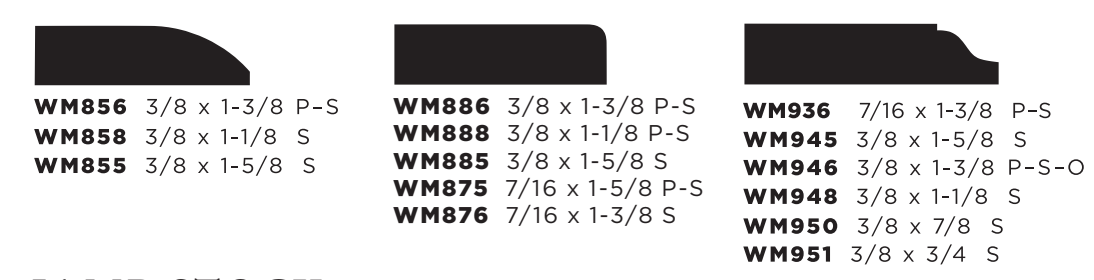 WM856 3/8 x 1-3/8 P-S
WM858 3/8 x 1-1/8 S
WM855 3/8 x 1-5/8 S
WM886 3/8 x 1-3/8 P-S
WM888 3/8 x 1-1/8 P-S
WM885 3/8 x 1-5/8 S
WM875 7/16 x 1-5/8 P-S
WM876 7/16 x 1-3/8 S
WM936 7/16 x 1-3/8 P-S
WM945 3/8 x 1-5/8 S
WM946 3/8 x 1-3/8 P-S-O
WM948 3/8 x 1-1/8 S
WM950 3/8 x 7/8 S
WM951 3/8 x 3/4 S